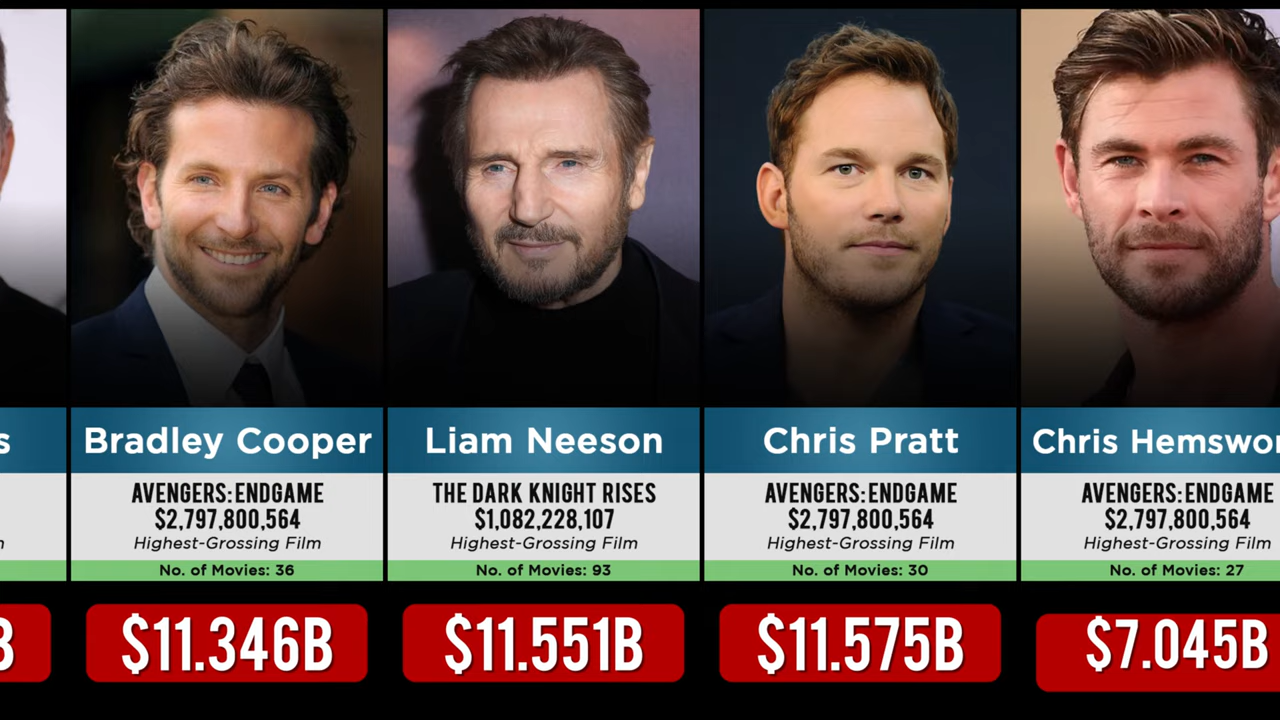 s
Bradley Cooper
Liam Neeson
Chris Pratt
Chris Hemswor
AVENGERS: ENDGAME
$2,797,800,564
Highest-Grossing Film
No. of Movies: 36
THE DARK KNIGHT RISES
$1,082,228,107
Highest-Grossing Film
No. of Movies: 93
AVENGERS: ENDGAME
$2,797,800,564
Highest-Grossing Film
No. of Movies: 30
AVENGERS: ENDGAME
$2,797,800,564
Highest-Grossing Film
No. of Movies: 27
B
$11.346B
$11.551B
$11.575B
$7.045B